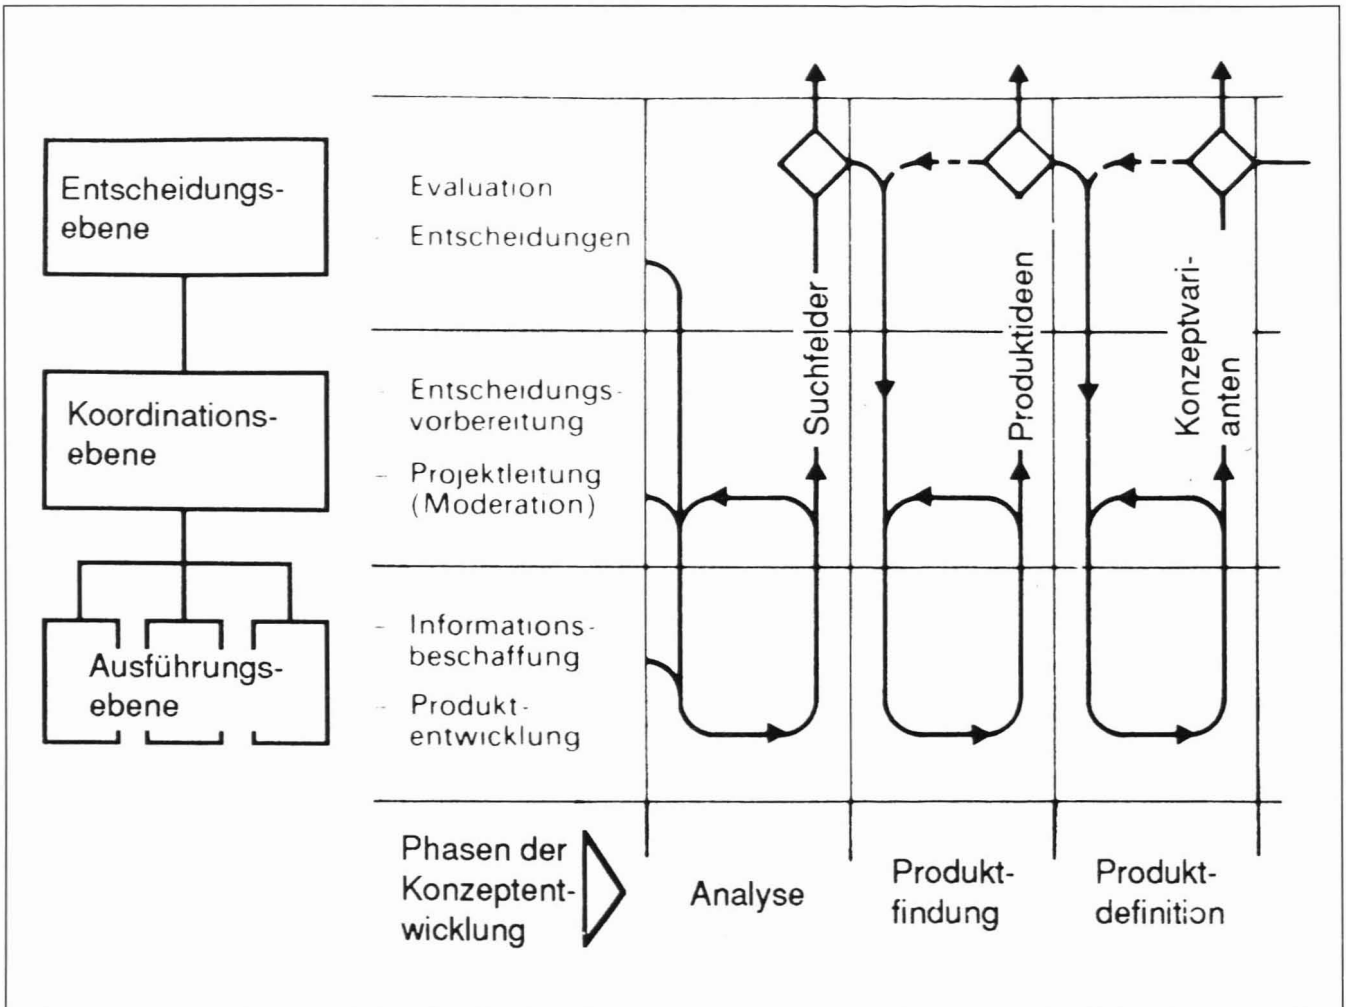 Entscheidungs-
ebene
Evaluation
- Entscheidungen
Koordinations-
ebene
- Entscheidungs-
vorbereitung
- Projektleitung
(Moderation)
Ausführungs-
ebene
- Informations-
beschaffung
- Produkt-
entwicklung
Suchfelder
Produktideen
Konzeptvari-
anten
Phasen der
Konzeptent-
wicklung
Analyse
Produkt-
findung
Produkt-
definition